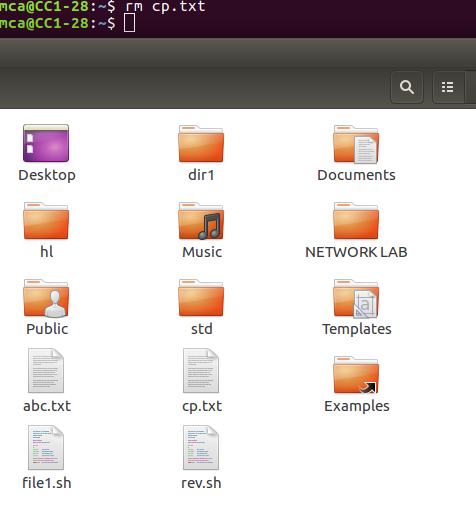 mca@CC1-28:~$ rm cp.txt
mca@CC1-28:~$
Desktop
dir1
Documents
hl
Music
NETWORK LAB
Public
std
Templates
abc.txt
cp.txt
Examples
file1.sh
rev.sh